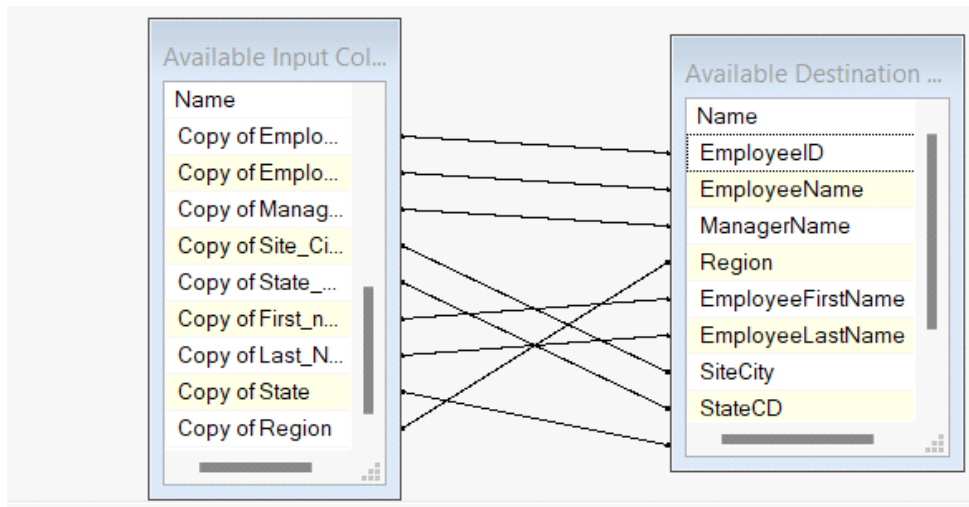 Available Input Col...
Name
Copy of Emplo...
Copy of Emplo...
Copy of Manag...
Copy of Site_Ci...
Copy of State_...
Copy of First_n...
Copy of Last_N...
Copy of State
Copy of Region
Available Destination ...
Name
EmployeeID
EmployeeName
ManagerName
Region
EmployeeFirstName
EmployeeLastName
SiteCity
StateCD